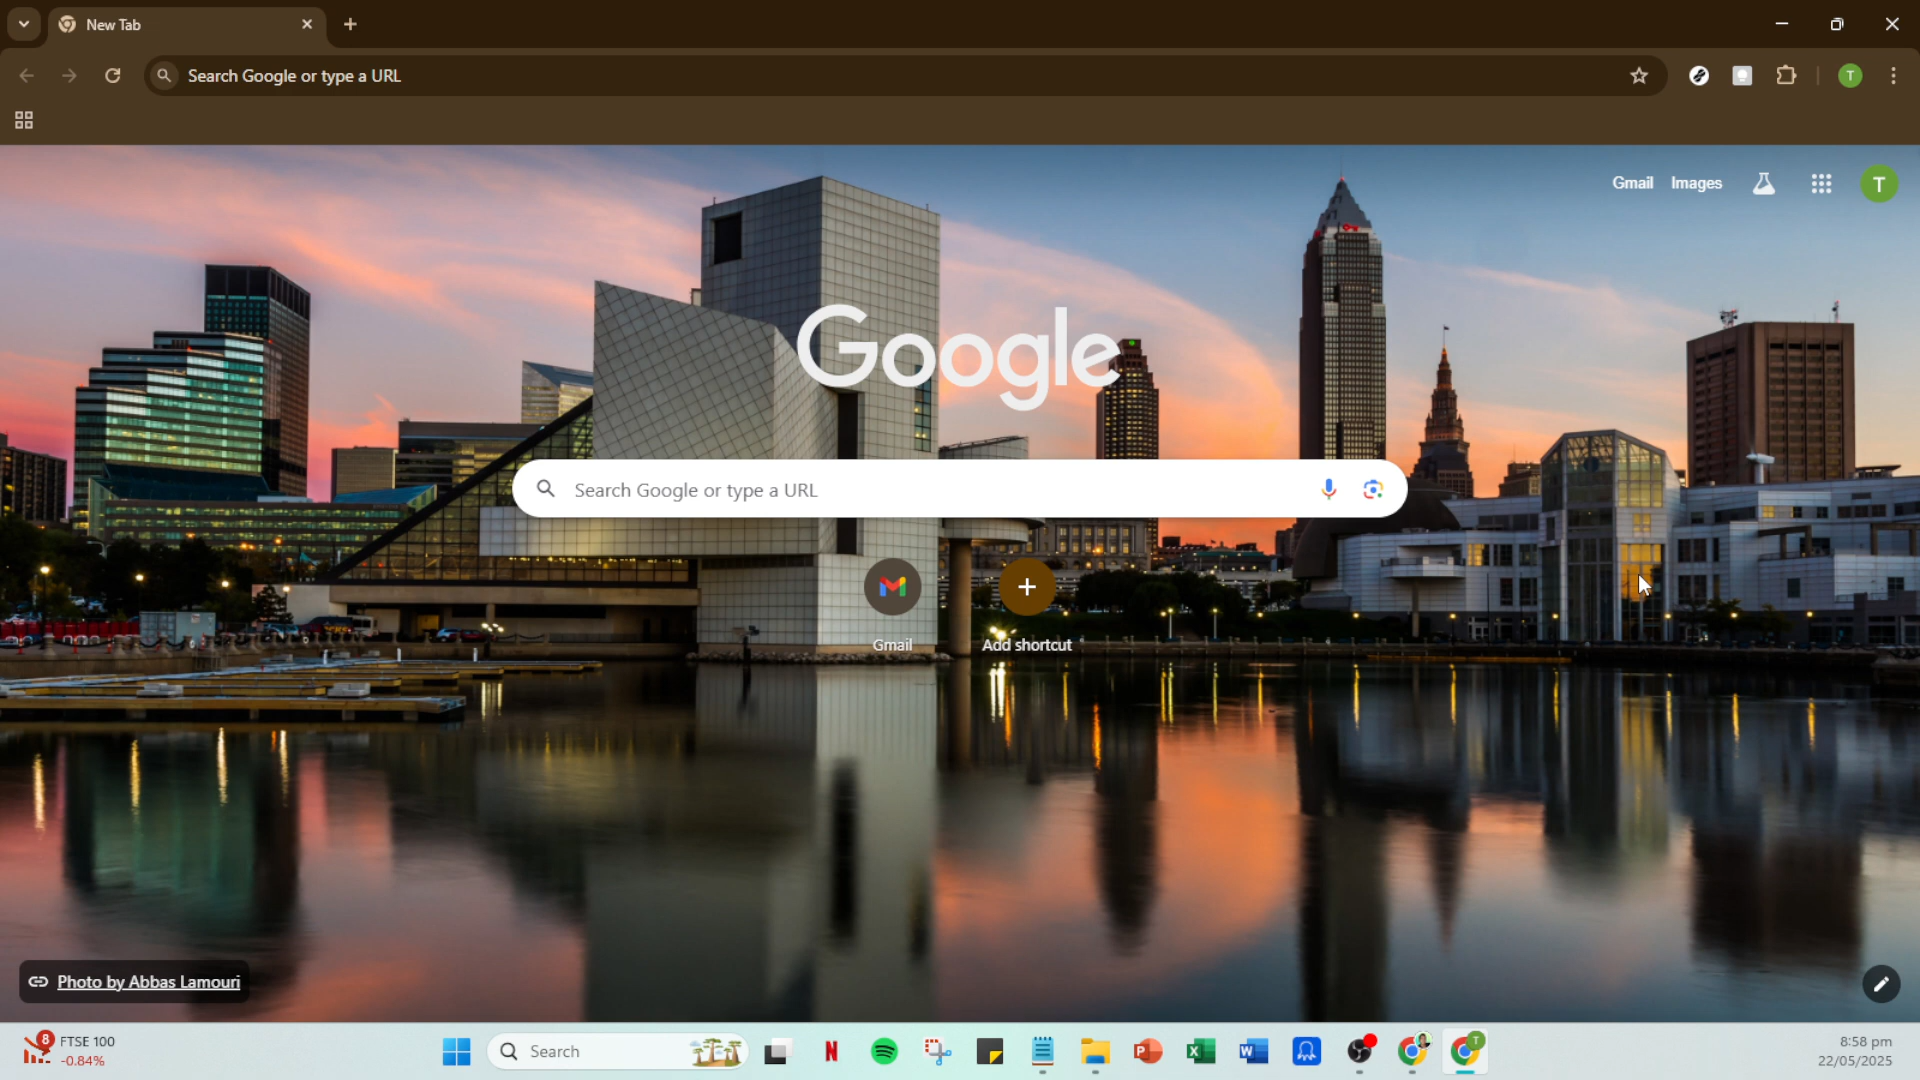 New Tab
Search Google or type a URL
T
Gmail Images T
Google
Search Google or type a URL
Gmail
Add shortcut
Photo by Abbas Lamouri
8
FTSE 100
-0.84%
Search
N
P
X
W
T
8:58 pm
22/05/2025